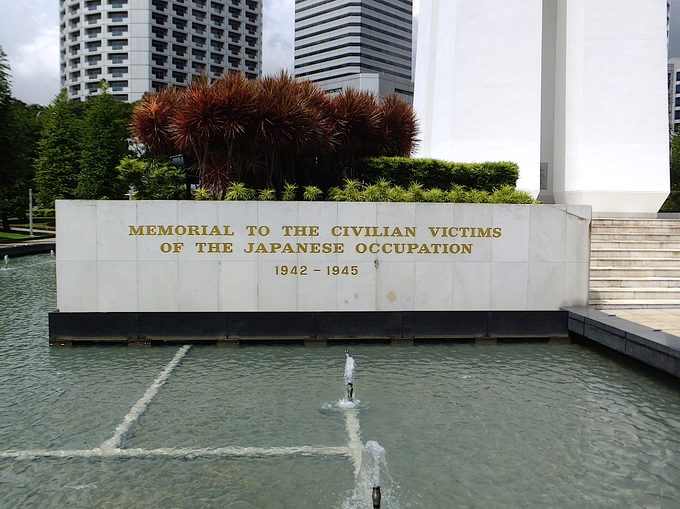 MEMORIAL TO THE CIVILIAN VICTIMS
OF THE JAPANESE OCCUPATION
1942 – 1945